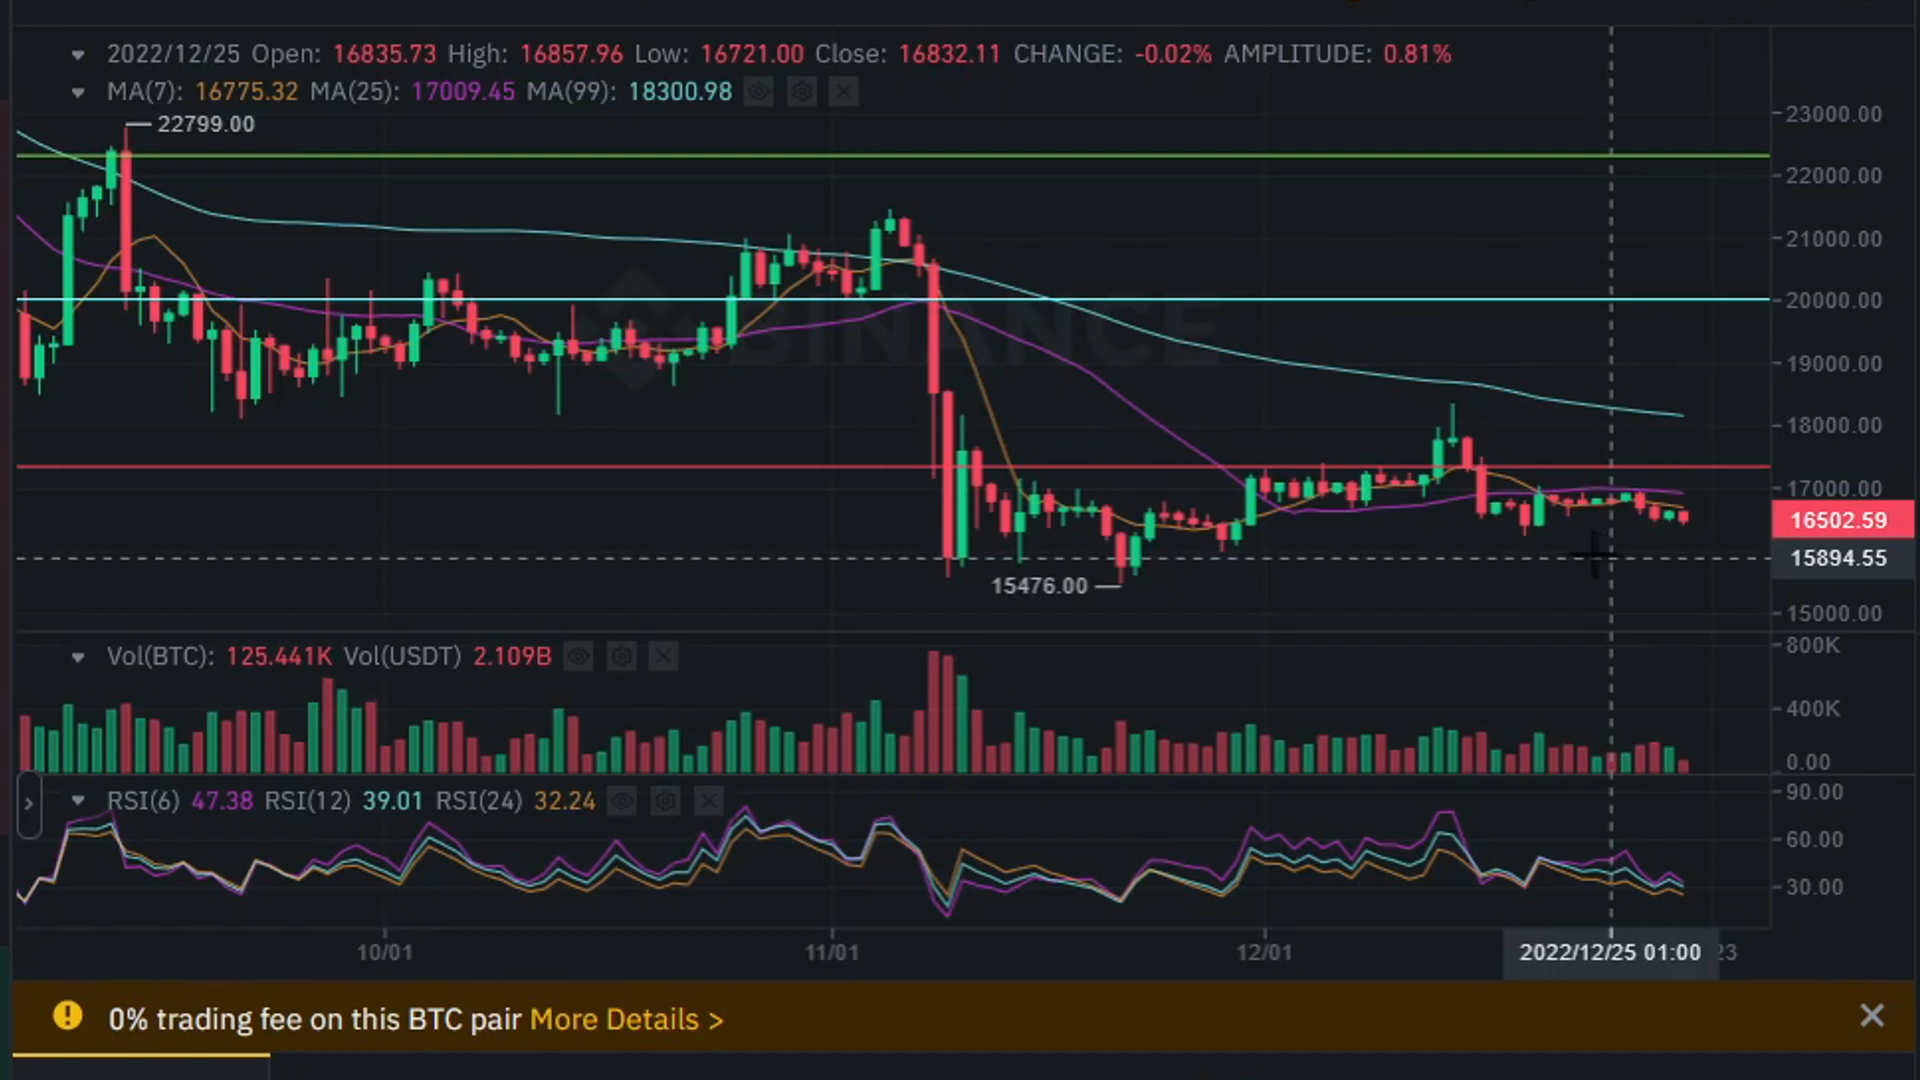 2022/12/25 Open: 16835.73 High: 16857.96 Low: 16721.00 Close: 16832.11 CHANGE: -0.02% AMPLITUDE: 0.81%
MA(7): 16775.32 MA(25): 17009.45 MA(99): 18300.98
22799.00
23000.00
22000.00
21000.00
20000.00
BINANCE
19000.00
18000.00
17000.00
16502.59
15894.55
15476.00
15000.00
Vol(BTC): 125.441K Vol(USDT) 2.109B
800K
400K
0.00
RSI(6) 47.38 RSI(12) 39.01 RSI(24) 32.24
90.00
60.00
30.00
10/01 11/01 12/01 2022/12/25 01:00 23
0% trading fee on this BTC pair More Details >